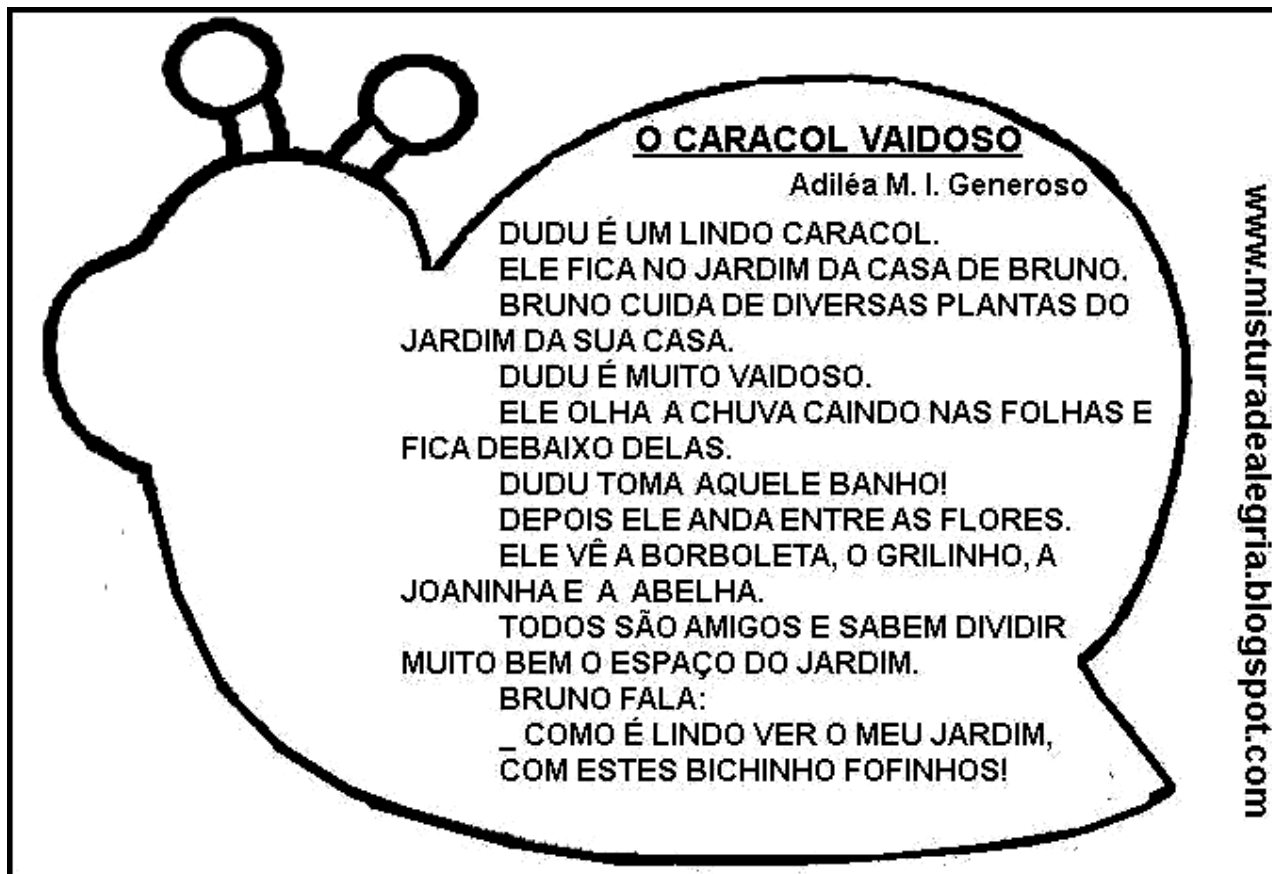 O CARACOL VAIDOSO
Adiléa M. I. Generoso
DUDU É UM LINDO CARACOL.
ELE FICA NO JARDIM DA CASA DE BRUNO.
BRUNO CUIDA DE DIVERSAS PLANTAS DO
JARDIM DA SUA CASA.
DUDU É MUITO VAIDOSO.
ELE OLHA A CHUVA CAINDO NAS FOLHAS E
FICA DEBAIXO DELAS.
DUDU TOMA AQUELE BANHO!
DEPOIS ELE ANDA ENTRE AS FLORES.
ELE VÊ A BORBOLETA, O GRILINHO, A
JOANINHA E A ABELHA.
TODOS SÃO AMIGOS E SABEM DIVIDIR
MUITO BEM O ESPAÇO DO JARDIM.
BRUNO FALA:
_ COMO É LINDO VER O MEU JARDIM,
COM ESTES BICHINHO FOFINHOS!
www.misturadealegria.blogspot.com